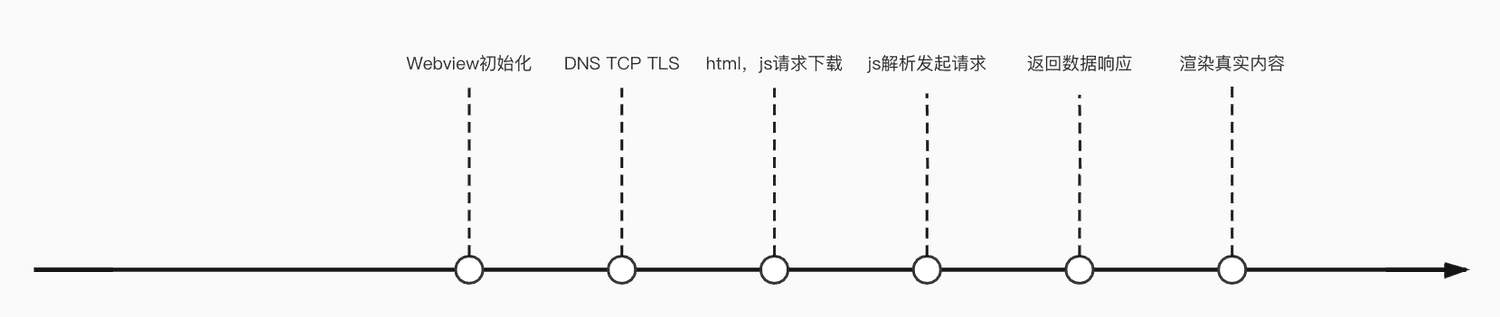 Webview初始化
DNS TCP TLS
html，js请求下载
js解析发起请求
返回数据响应
渲染真实内容